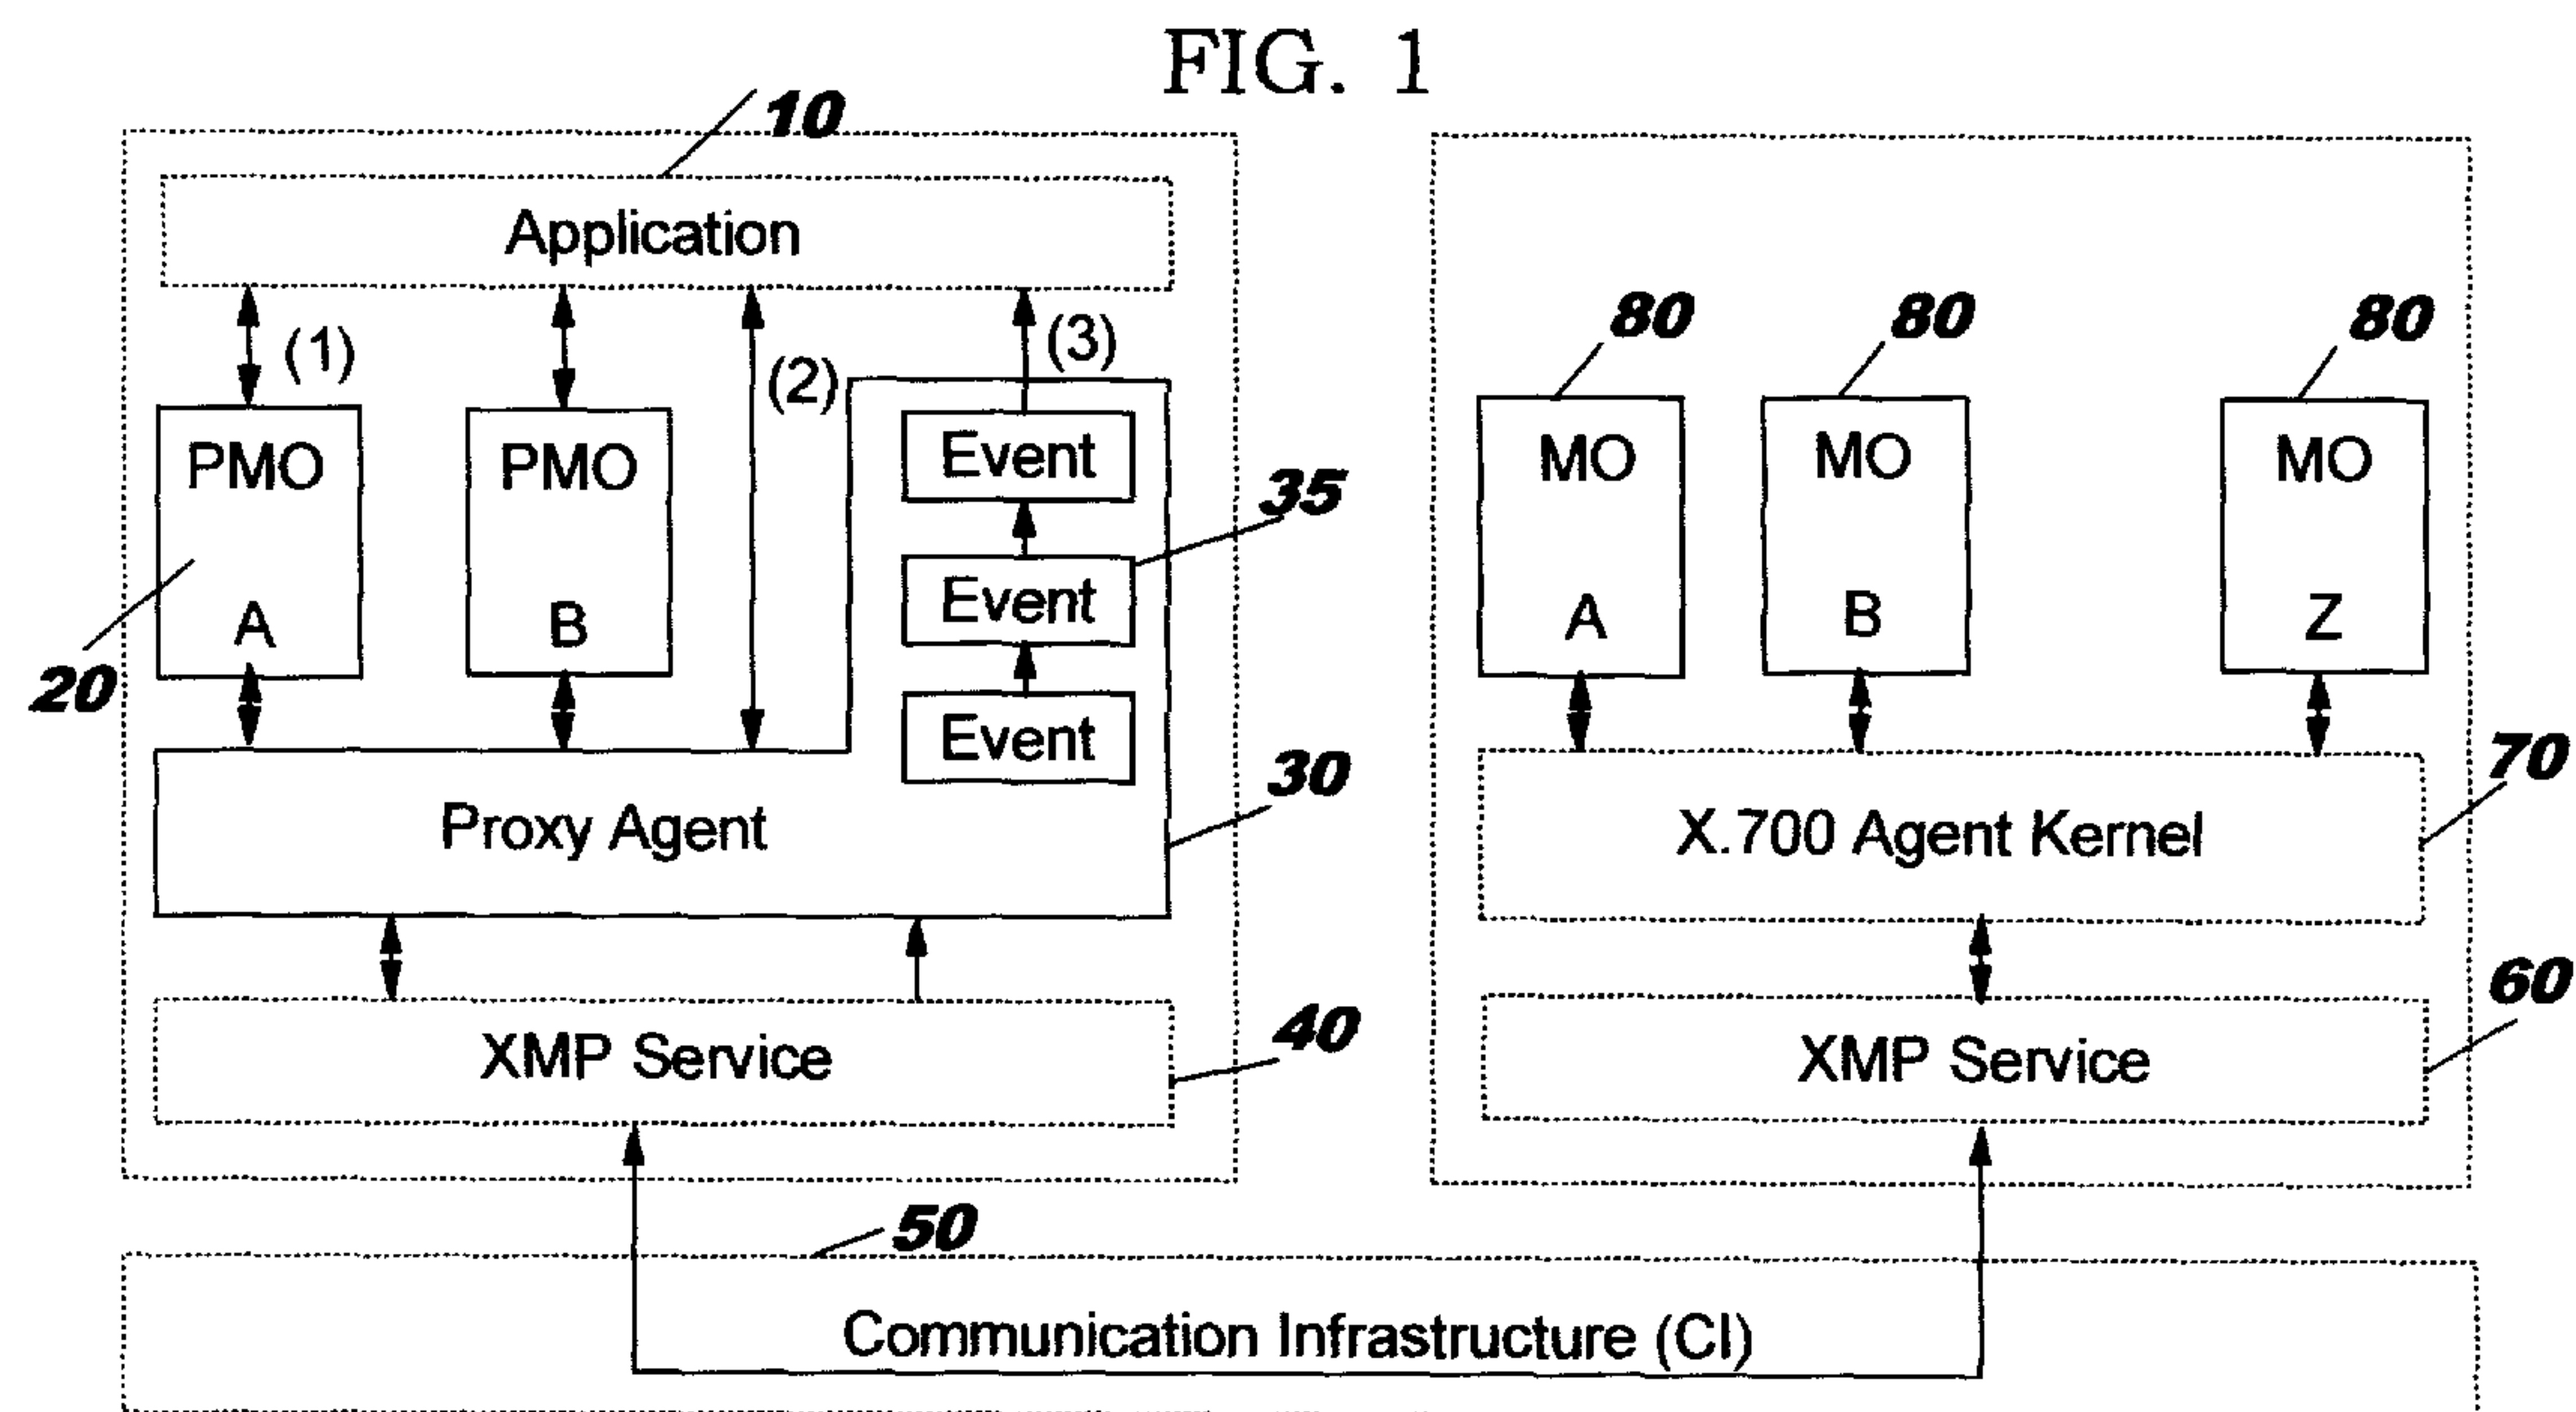 FIG. 1
10
Application
(1)
(2)
(3)
PMO
A
20
PMO
B
Event
Event
35
Event
Proxy Agent
30
XMP Service
40
80
80
80
MO
A
MO
B
MO
Z
X.700 Agent Kernel
70
XMP Service
60
50
Communication Infrastructure (CI)